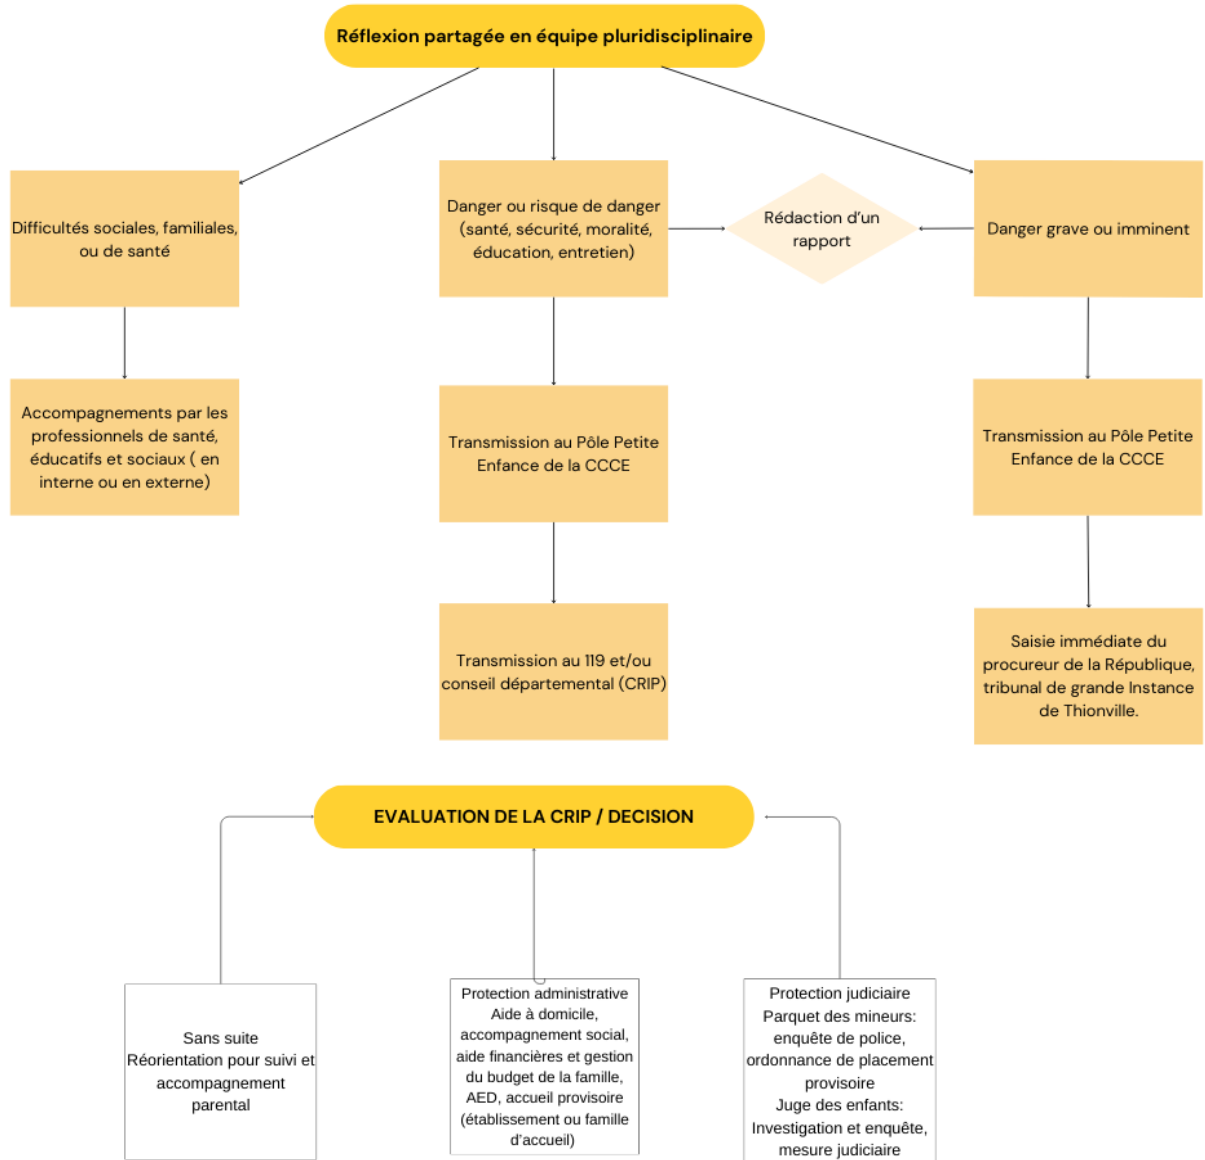 Réflexion partagée en équipe pluridisciplinaire
Difficultés sociales, familiales,
ou de santé
Danger ou risque de danger
(santé, sécurité, moralité,
éducation, entretien)
Rédaction d'un
rapport
Danger grave ou imminent
Accompagnements par les
professionnels de santé,
éducatifs et sociaux ( en
interne ou en externe)
Transmission au Pôle Petite
Enfance de la CCCE
Transmission au Pôle Petite
Enfance de la CCCE
Transmission au 119 et/ou
conseil départemental (CRIP)
Saisie immédiate du
procureur de la République,
tribunal de grande Instance
de Thionville.
EVALUATION DE LA CRIP / DECISION
Sans suite
Réorientation pour suivi et
accompagnement
parental
Protection administrative
Aide à domicile,
accompagnement social,
aide financières et gestion
du budget de la famille,
AED, accueil provisoire
(établissement ou famille
d'accueil)
Protection judiciaire
Parquet des mineurs:
enquête de police,
ordonnance de placement
provisoire
Juge des enfants:
Investigation et enquête,
mesure judiciaire